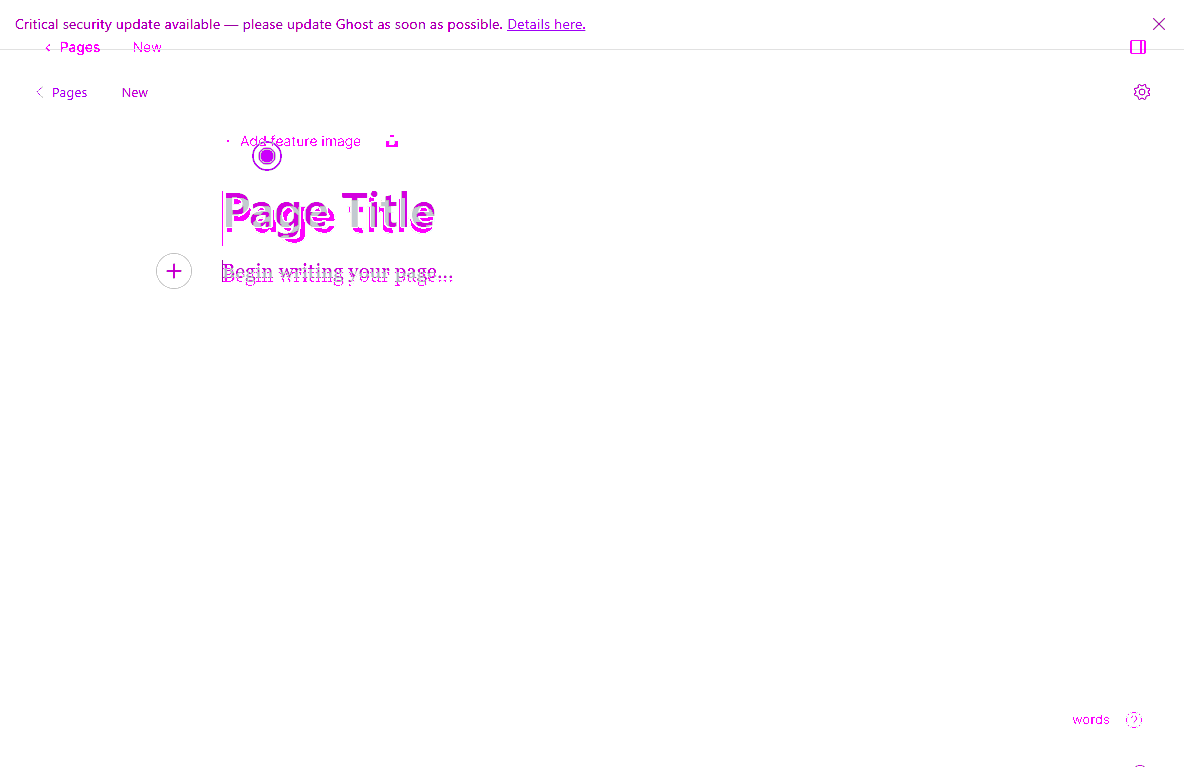 Critical security update available — please update Ghost as soon as possible. Details here.
Pages New
Pages New
Add feature image
Page Title
Begin writing your page...
words